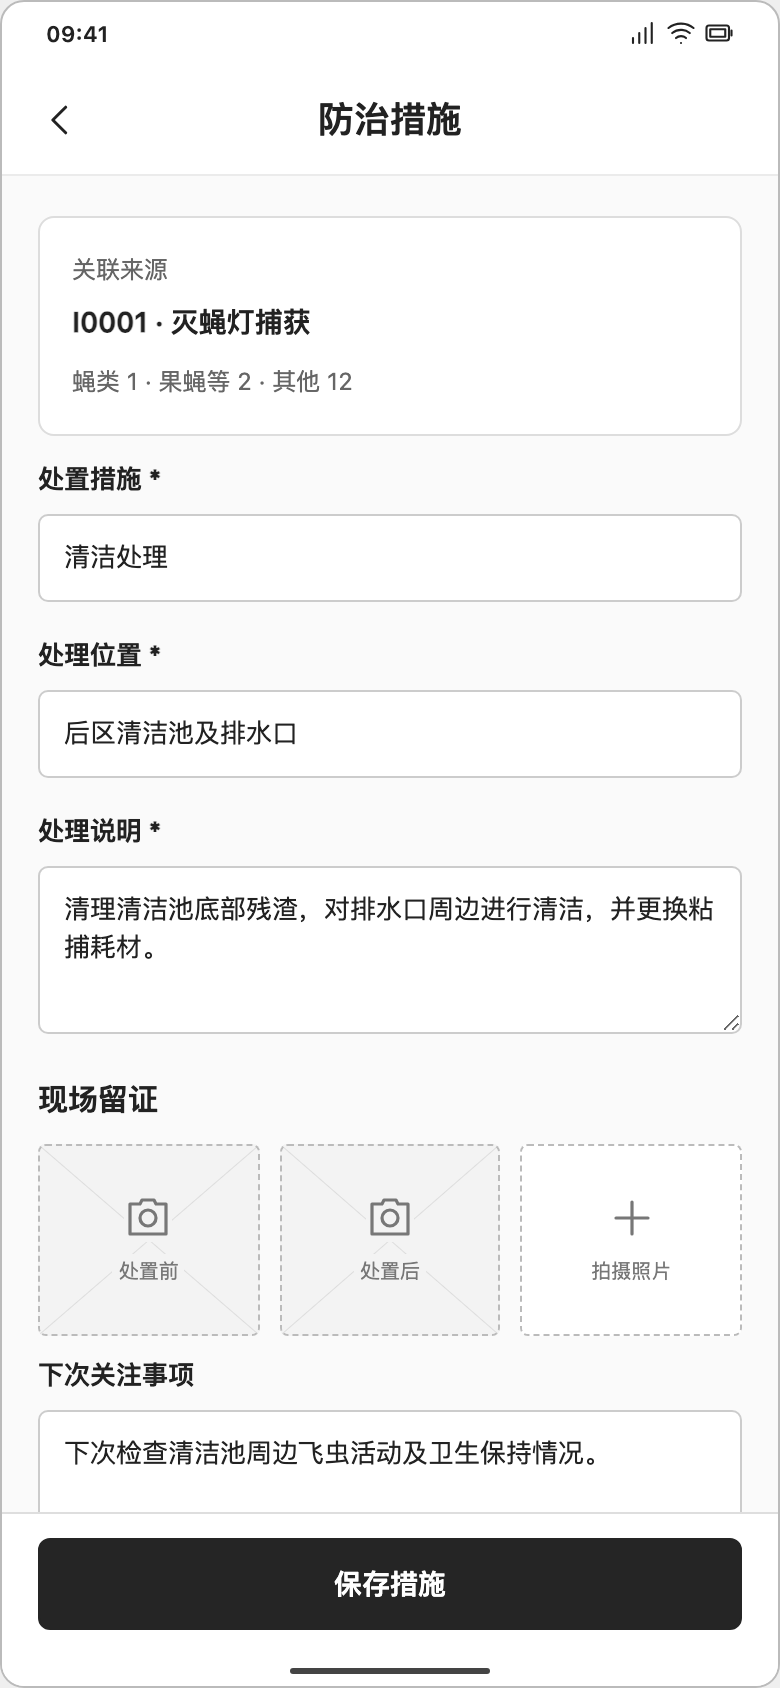 09:41
防治措施
关联来源
I0001 · 灭蝇灯捕获
蝇类 1 · 果蝇等 2 · 其他 12
处置措施 *
清洁处理
处理位置 *
后区清洁池及排水口
处理说明 *
清理清洁池底部残渣，对排水口周边进行清洁，并更换粘
捕耗材。
现场留证
处置前
处置后
拍摄照片
下次关注事项
下次检查清洁池周边飞虫活动及卫生保持情况。
保存措施